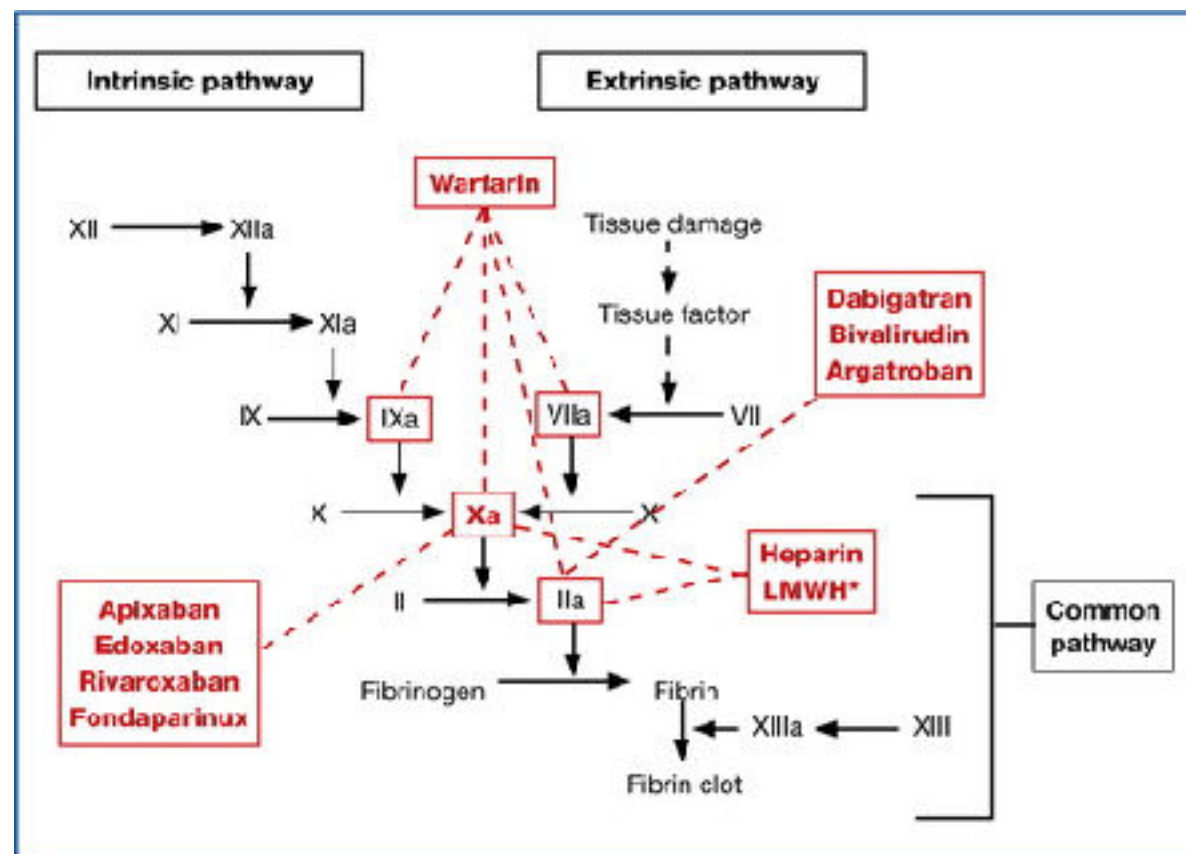 Intrinsic pathway
Extrinsic pathway
Warfarin
XII
XIIa
Tissue damage
Dabigatran
Bivalirudin
Argatroban
XI
XIa
Tissue factor
IX
IXa
VIIa
VII
X
Xa
X
Heparin
LMWH*
II
IIa
Apixaban
Edoxaban
Rivaroxaban
Fondaparinux
Common
pathway
Fibrinogen
Fibrin
XIIIa
XIII
Fibrin clot